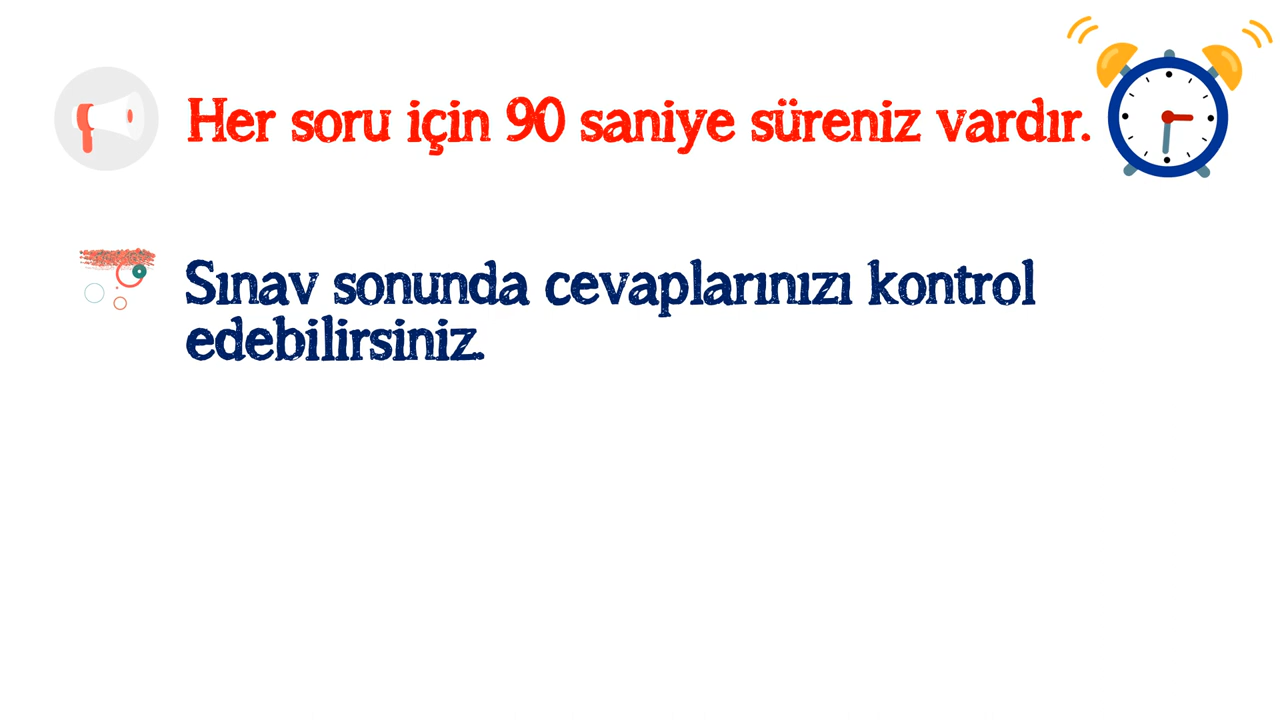 Her soru için 90 saniye süreniz vardır.
Sınav sonunda cevaplarınızı kontrol
edebilirsiniz.